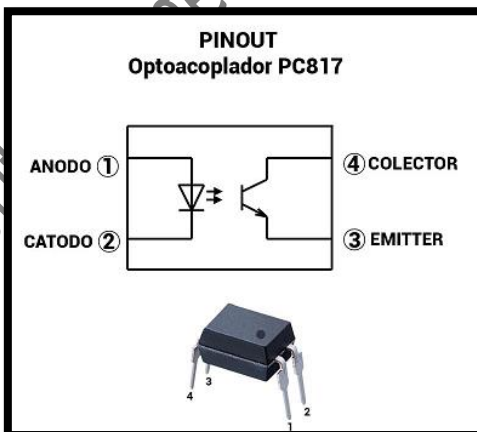 PINOUT
Optoacoplador PC817
ANODO ①
④ COLECTOR
CATODO ②
③ EMITTER
3
4
2
1